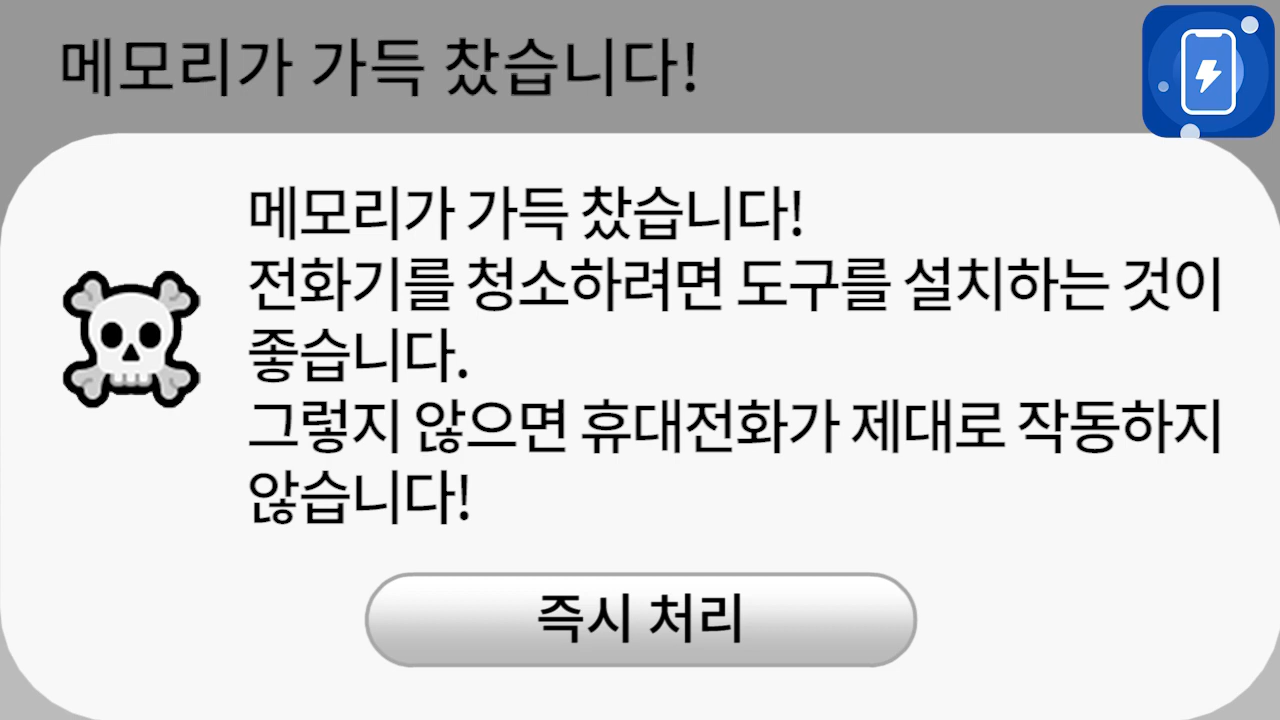 메모리가 가득 찼습니다!
메모리가 가득 찼습니다!
전화기를 청소하려면 도구를 설치하는 것이
좋습니다.
그렇지 않으면 휴대전화가 제대로 작동하지
않습니다!
즉시 처리